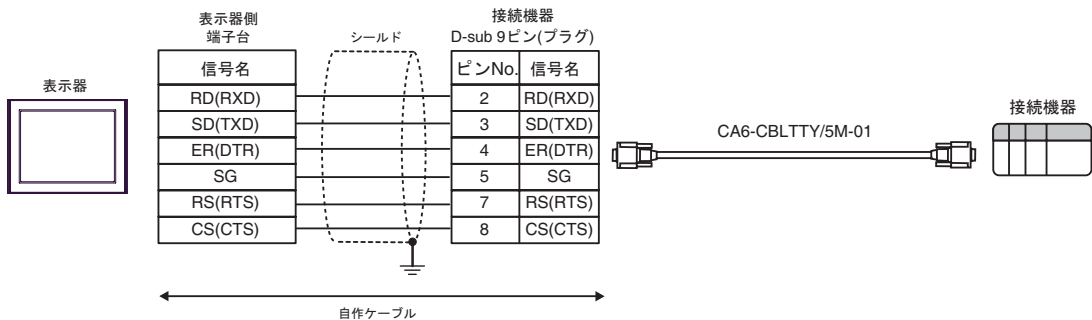 表示器
表示器側
端子台
シールド
接続機器
D-sub 9ピン(プラグ)
信号名
ピンNo. 信号名
RD(RXD) 2 RD(RXD)
SD(TXD) 3 SD(TXD)
ER(DTR) 4 ER(DTR)
SG 5 SG
RS(RTS) 7 RS(RTS)
CS(CTS) 8 CS(CTS)
自作ケーブル
CA6-CBLTTY/5M-01
接続機器